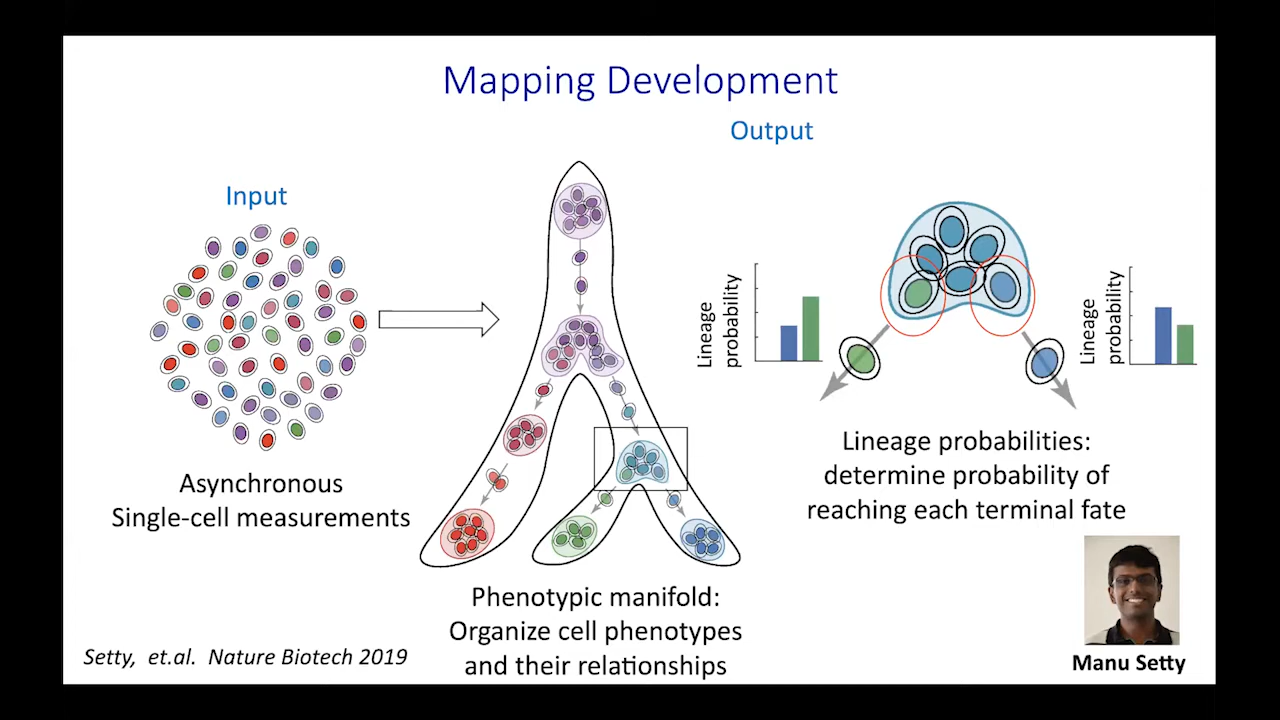 Mapping Development
Output
Input
Lineage
probability
Lineage
probability
Asynchronous
Single-cell measurements
Lineage probabilities:
determine probability of
reaching each terminal fate
Phenotypic manifold:
Organize cell phenotypes
and their relationships
Setty, et.al. Nature Biotech 2019
Manu Setty